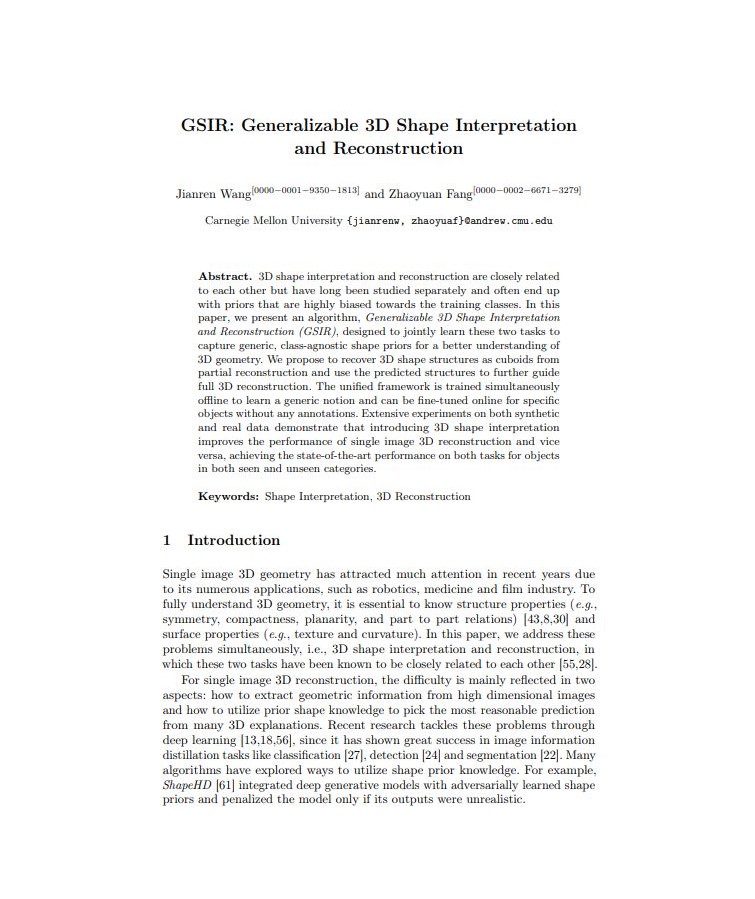 GSIR: Generalizable 3D Shape Interpretation
and Reconstruction
Jianren Wang[0000−0001−9350−1813] and Zhaoyuan Fang[0000−0002−6671−3279]
Carnegie Mellon University {jianrenw, zhaoyuaf}@andrew.cmu.edu
Abstract. 3D shape interpretation and reconstruction are closely related
to each other but have long been studied separately and often end up
with priors that are highly biased towards the training classes. In this
paper, we present an algorithm, Generalizable 3D Shape Interpretation
and Reconstruction (GSIR), designed to jointly learn these two tasks to
capture generic, class-agnostic shape priors for a better understanding of
3D geometry. We propose to recover 3D shape structures as cuboids from
partial reconstruction and use the predicted structures to further guide
full 3D reconstruction. The unified framework is trained simultaneously
offline to learn a generic notion and can be fine-tuned online for specific
objects without any annotations. Extensive experiments on both synthetic
and real data demonstrate that introducing 3D shape interpretation
improves the performance of single image 3D reconstruction and vice
versa, achieving the state-of-the-art performance on both tasks for objects
in both seen and unseen categories.
Keywords: Shape Interpretation, 3D Reconstruction
1 Introduction
Single image 3D geometry has attracted much attention in recent years due
to its numerous applications, such as robotics, medicine and film industry. To
fully understand 3D geometry, it is essential to know structure properties (e.g.,
symmetry, compactness, planarity, and part to part relations) [43,8,30] and
surface properties (e.g., texture and curvature). In this paper, we address these
problems simultaneously, i.e., 3D shape interpretation and reconstruction, in
which these two tasks have been known to be closely related to each other [55,28].
For single image 3D reconstruction, the difficulty is mainly reflected in two
aspects: how to extract geometric information from high dimensional images
and how to utilize prior shape knowledge to pick the most reasonable prediction
from many 3D explanations. Recent research tackles these problems through
deep learning [13,18,56], since it has shown great success in image information
distillation tasks like classification [27], detection [24] and segmentation [22]. Many
algorithms have explored ways to utilize shape prior knowledge. For example,
ShapeHD [61] integrated deep generative models with adversarially learned shape
priors and penalized the model only if its outputs were unrealistic.